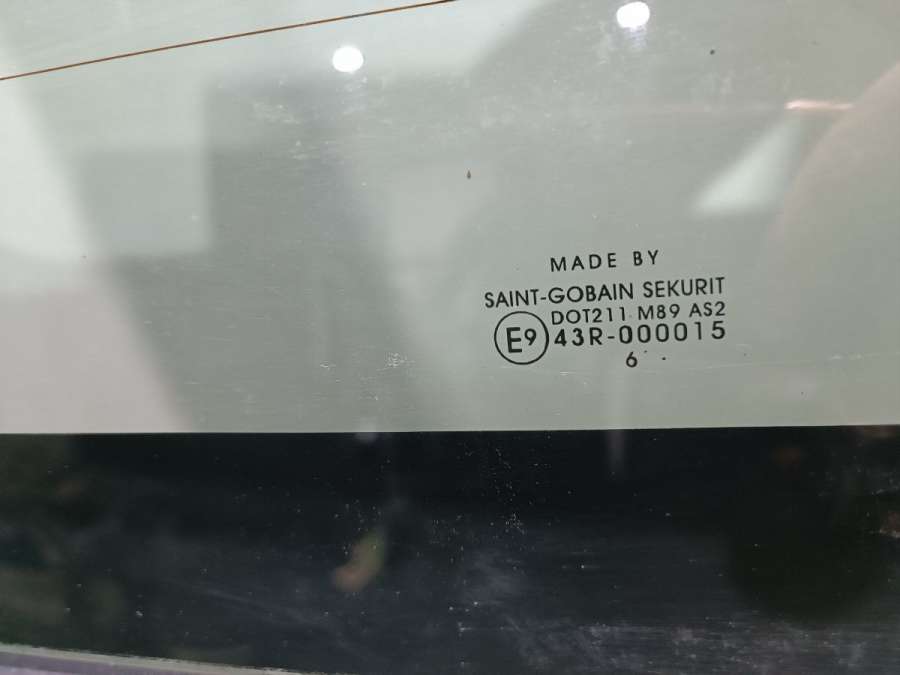 MADE BY
SAINT-GOBAIN SEKURIT
DOT211 M89 AS2
E9 43R-000015
6 ..